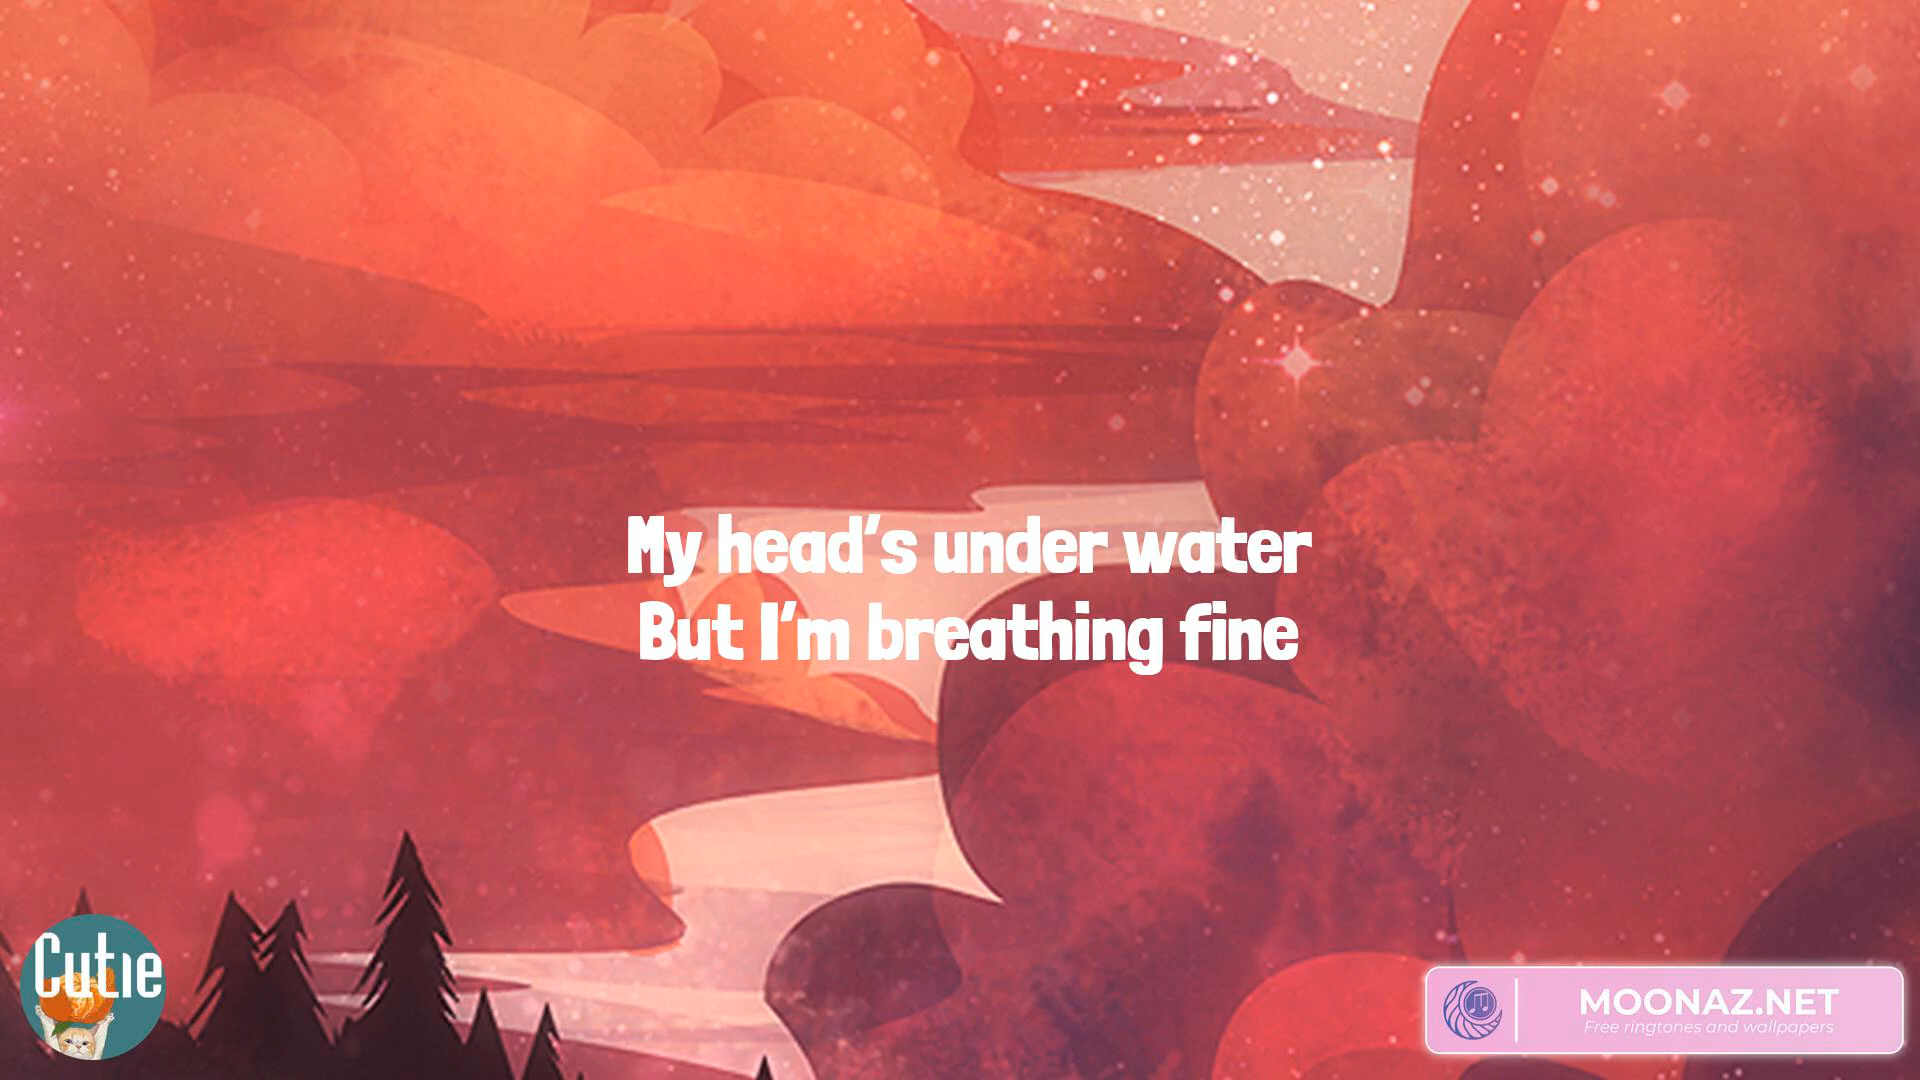 My head's under water
But I'm breathing fine
Cutie
MOONAZ.NET
Free ringtones and wallpapers